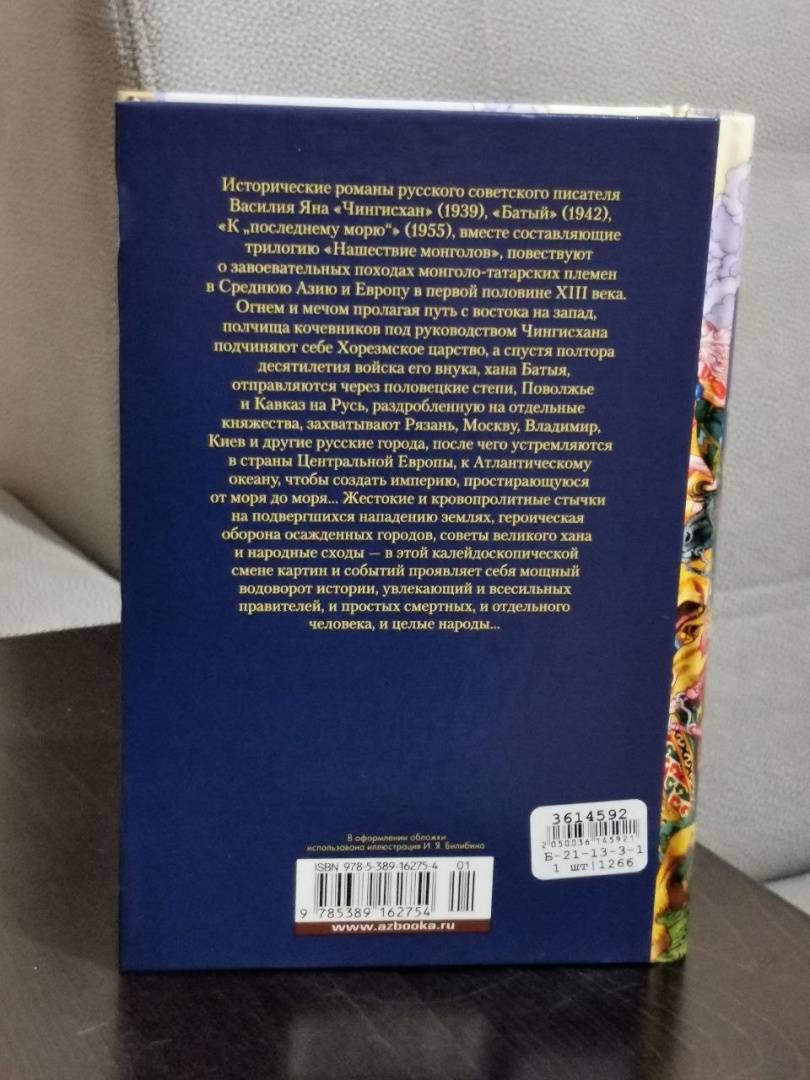 Исторические романы русского советского писателя
Василия Яна «Чингисхан» (1939), «Батый» (1942),
«К „последнему морю“» (1955), вместе составляющие
трилогию «Нашествие монголов», повествуют
о завоевательных походах монголо-татарских племен
в Среднюю Азию и Европу в первой половине XIII века.
Огнем и мечом пролагая путь с востока на запад,
полчища кочевников под руководством Чингисхана
подчиняют себе Хорезмское царство, а спустя полтора
десятилетия войска его внука, хана Батыя,
отправляются через половецкие степи, Поволжье
и Кавказ на Русь, раздробленную на отдельные
княжества, захватывают Рязань, Москву, Владимир,
Киев и другие русские города, после чего устремляются
в страны Центральной Европы, к Атлантическому
океану, чтобы создать империю, простирающуюся
от моря до моря... Жестокие и кровопролитные стычки
на подвергшихся нападению землях, героическая
оборона осажденных городов, советы великого хана
и народные сходы — в этой калейдоскопической
смене картин и событий проявляет себя мощный
водоворот истории, увлекающий и всесильных
правителей, и простых смертных, и отдельного
человека, и целые народы...
В оформлении обложки
использована иллюстрация И. Я. Билибина
ISBN 978-5-389-16275-4 01
9 785389 162754
www.azbooka.ru
3614592
2 050036 145921
Б-21-13-3-1
1 шт|1266